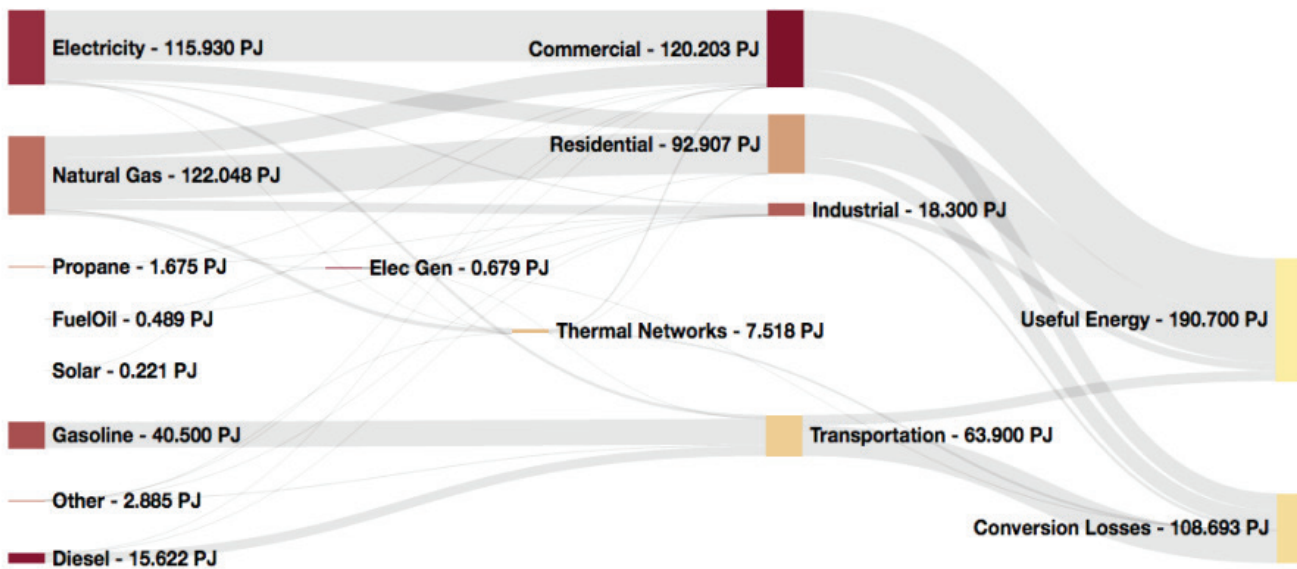 Electricity - 115.930 PJ
Commercial - 120.203 PJ
Residential - 92.907 PJ
Natural Gas - 122.048 PJ
Industrial - 18.300 PJ
Propane - 1.675 PJ
Elec Gen - 0.679 PJ
FuelOil - 0.489 PJ
Useful Energy - 190.700 PJ
Thermal Networks - 7.518 PJ
Solar - 0.221 PJ
Gasoline - 40.500 PJ
Transportation - 63.900 PJ
Other - 2.885 PJ
Conversion Losses - 108.693 PJ
Diesel - 15.622 PJ